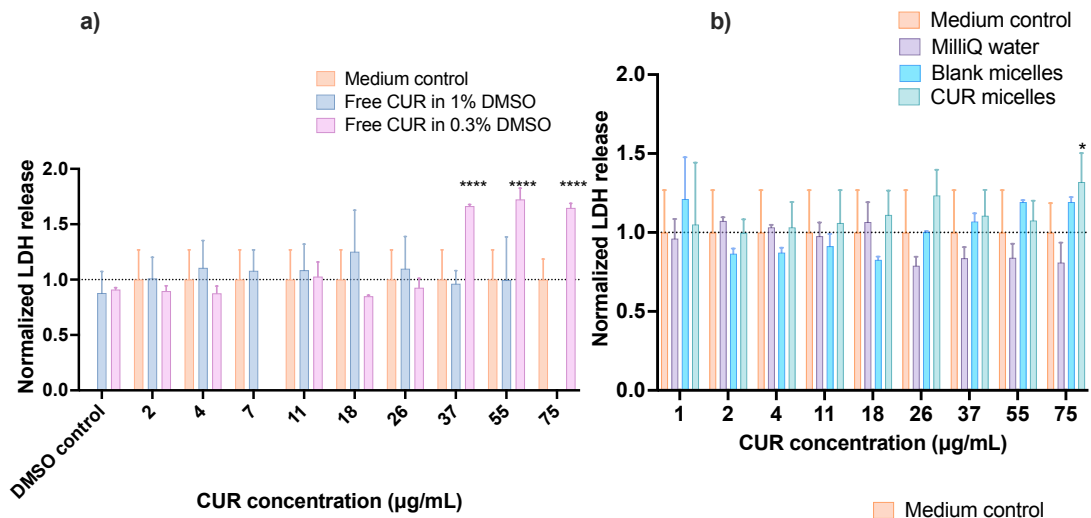 a)
Medium control
Free CUR in 1% DMSO
Free CUR in 0.3% DMSO
Normalized LDH release
2.0
1.5
1.0
0.5
0.0
**** **** ****
DMSO control 2 4 7 11 18 26 37 55 75
CUR concentration (μg/mL)
b)
Medium control
MilliQ water
Blank micelles
CUR micelles
Normalized LDH release
2.0
1.5
1.0
0.5
0.0
*
1 2 4 11 18 26 37 55 75
CUR concentration (μg/mL)
Medium control